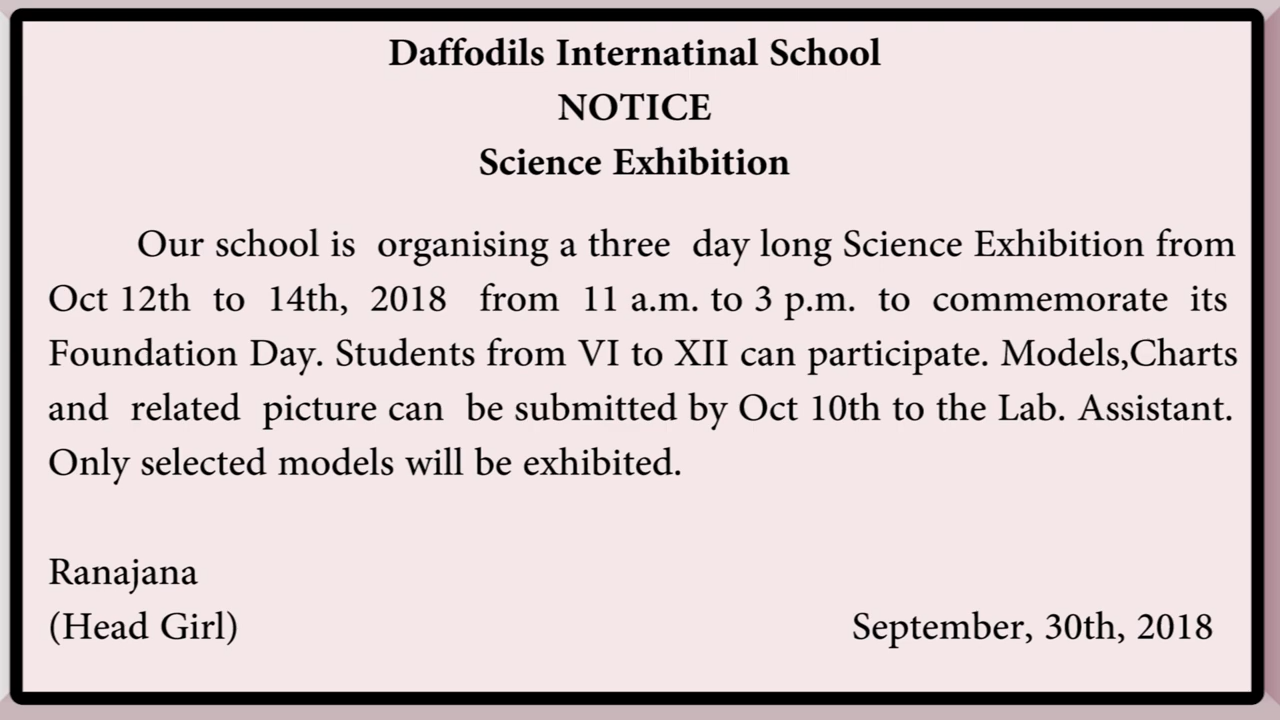 Daffodils Internatinal School
NOTICE
Science Exhibition
Our school is organising a three day long Science Exhibition from
Oct 12th to 14th, 2018 from 11 a.m. to 3 p.m. to commemorate its
Foundation Day. Students from VI to XII can participate. Models,Charts
and related picture can be submitted by Oct 10th to the Lab. Assistant.
Only selected models will be exhibited.
Ranajana
(Head Girl) September, 30th, 2018